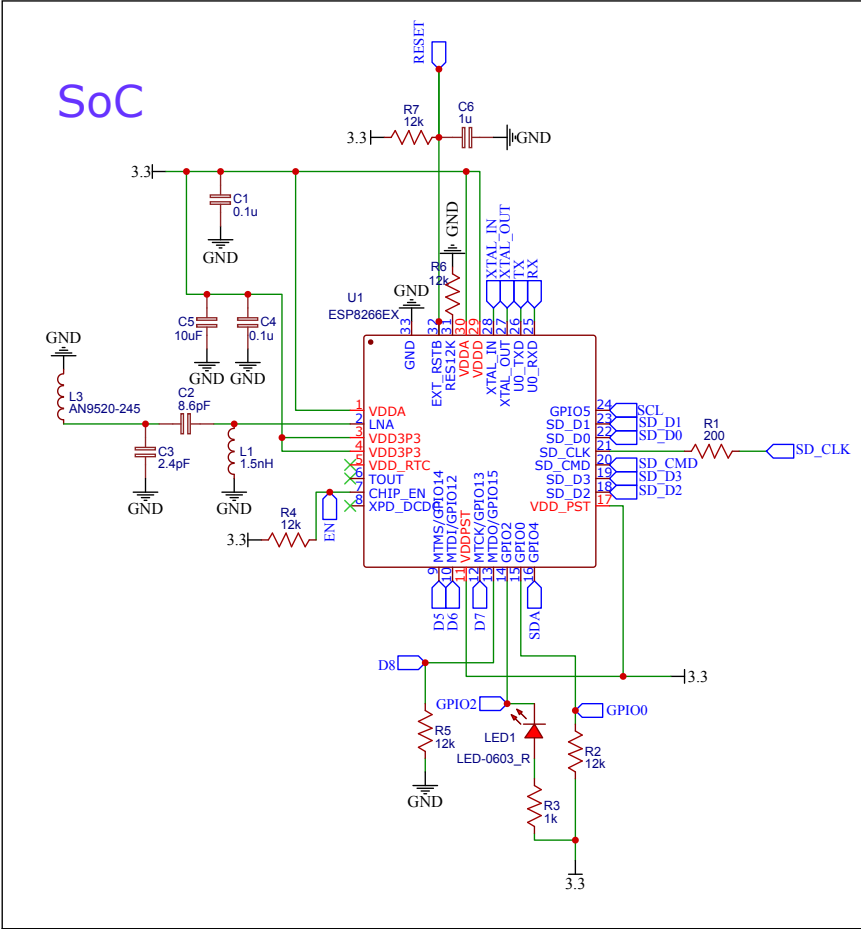 RESET
SoC
R7
12k
C6
1u
3.3
GND
3.3
C1
0.1u
GND
GND
XTAL_IN
XTAL_OUT
TX
RX
R6
12k
GND
U1
ESP8266EX
C5
10uF
C4
0.1u
GND
GND
33
32
31
30
29
28
27
26
25
GND
EXT_RSTB
RES12K
VDDA
VDDD
XTAL_IN
XTAL_OUT
U0_TXD
U0_RXD
GND
L3
AN9520-245
C2
8.6pF
C3
2.4pF
GND
L1
1.5nH
GND
1 VDDA
2 LNA
3 VDD3P3
4 VDD3P3
5 VDD_RTC
6 TOUT
7 CHIP_EN
8 XPD_DCDC
GPIO5 24 SCL
SD_D1 23 SD_D1
SD_D0 22 SD_D0
SD_CLK 21
SD_CMD 20 SD_CMD
SD_D3 19 SD_D3
SD_D2 18 SD_D2
VDD_PST 17
R1
200
SD_CLK
R4
12k
3.3
EN
MTMS/GPIO14
MTDI/GPIO12
VDDPST
MTCK/GPIO13
MTDO/GPIO15
GPIO2
GPIO0
GPIO4
9
10
11
12
13
14
15
16
D5
D6
D7
SDA
D8
3.3
R5
12k
GND
GPIO2
GPIO0
LED1
LED-0603_R
R2
12k
R3
1k
3.3